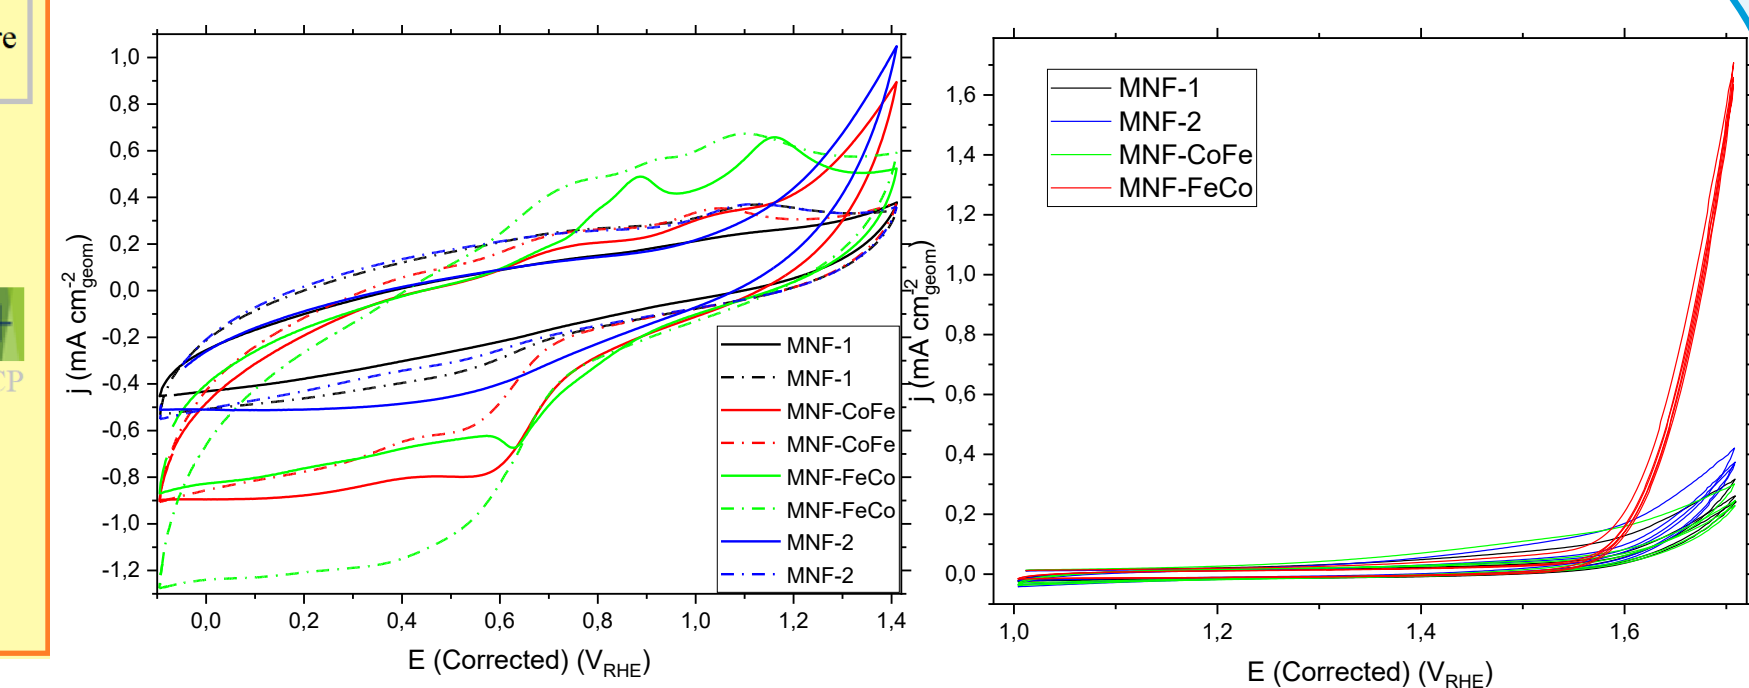 re
CP
1,0
0,8
0,6
0,4
0,2
0,0
-0,2
-0,4
-0,6
-0,8
-1,0
-1,2
j (mA cm-2geom)
MNF-1
MNF-1
MNF-CoFe
MNF-CoFe
MNF-FeCo
MNF-FeCo
MNF-2
MNF-2
0,0 0,2 0,4 0,6 0,8 1,0 1,2 1,4
E (Corrected) (VRHE)
1,6
1,4
1,2
1,0
0,8
0,6
0,4
0,2
0,0
j (mA cm-2geom)
MNF-1
MNF-2
MNF-CoFe
MNF-FeCo
1,0 1,2 1,4 1,6
E (Corrected) (VRHE)